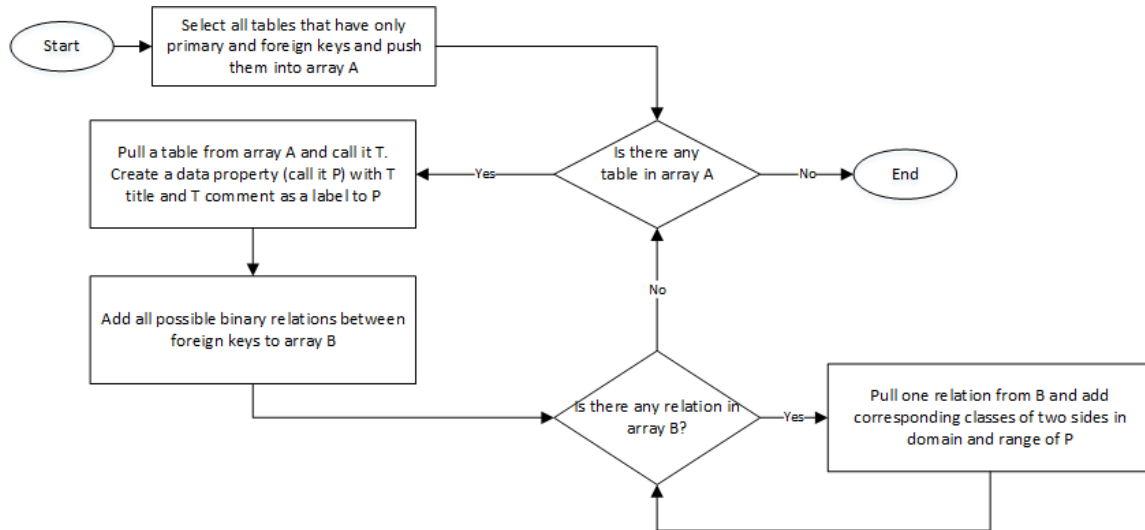 Start
Select all tables that have only
primary and foreign keys and push
them into array A
Is there any
table in array A
No
End
Yes
Pull a table from array A and call it T.
Create a data property (call it P) with T
title and T comment as a label to P
Add all possible binary relations between
foreign keys to array B
No
Is there any relation in
array B?
Yes
Pull one relation from B and add
corresponding classes of two sides in
domain and range of P